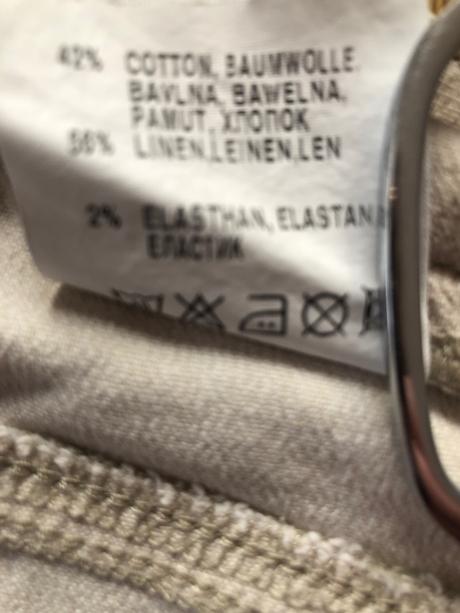 42% COTTON, BAUMWOLLE,
BAVLNA, BAWELNA,
PAMUT, ХЛОПОК
56% LINEN,LEINEN,LEN
2% ELASTHAN, ELASTAN
ЕЛАСТИК